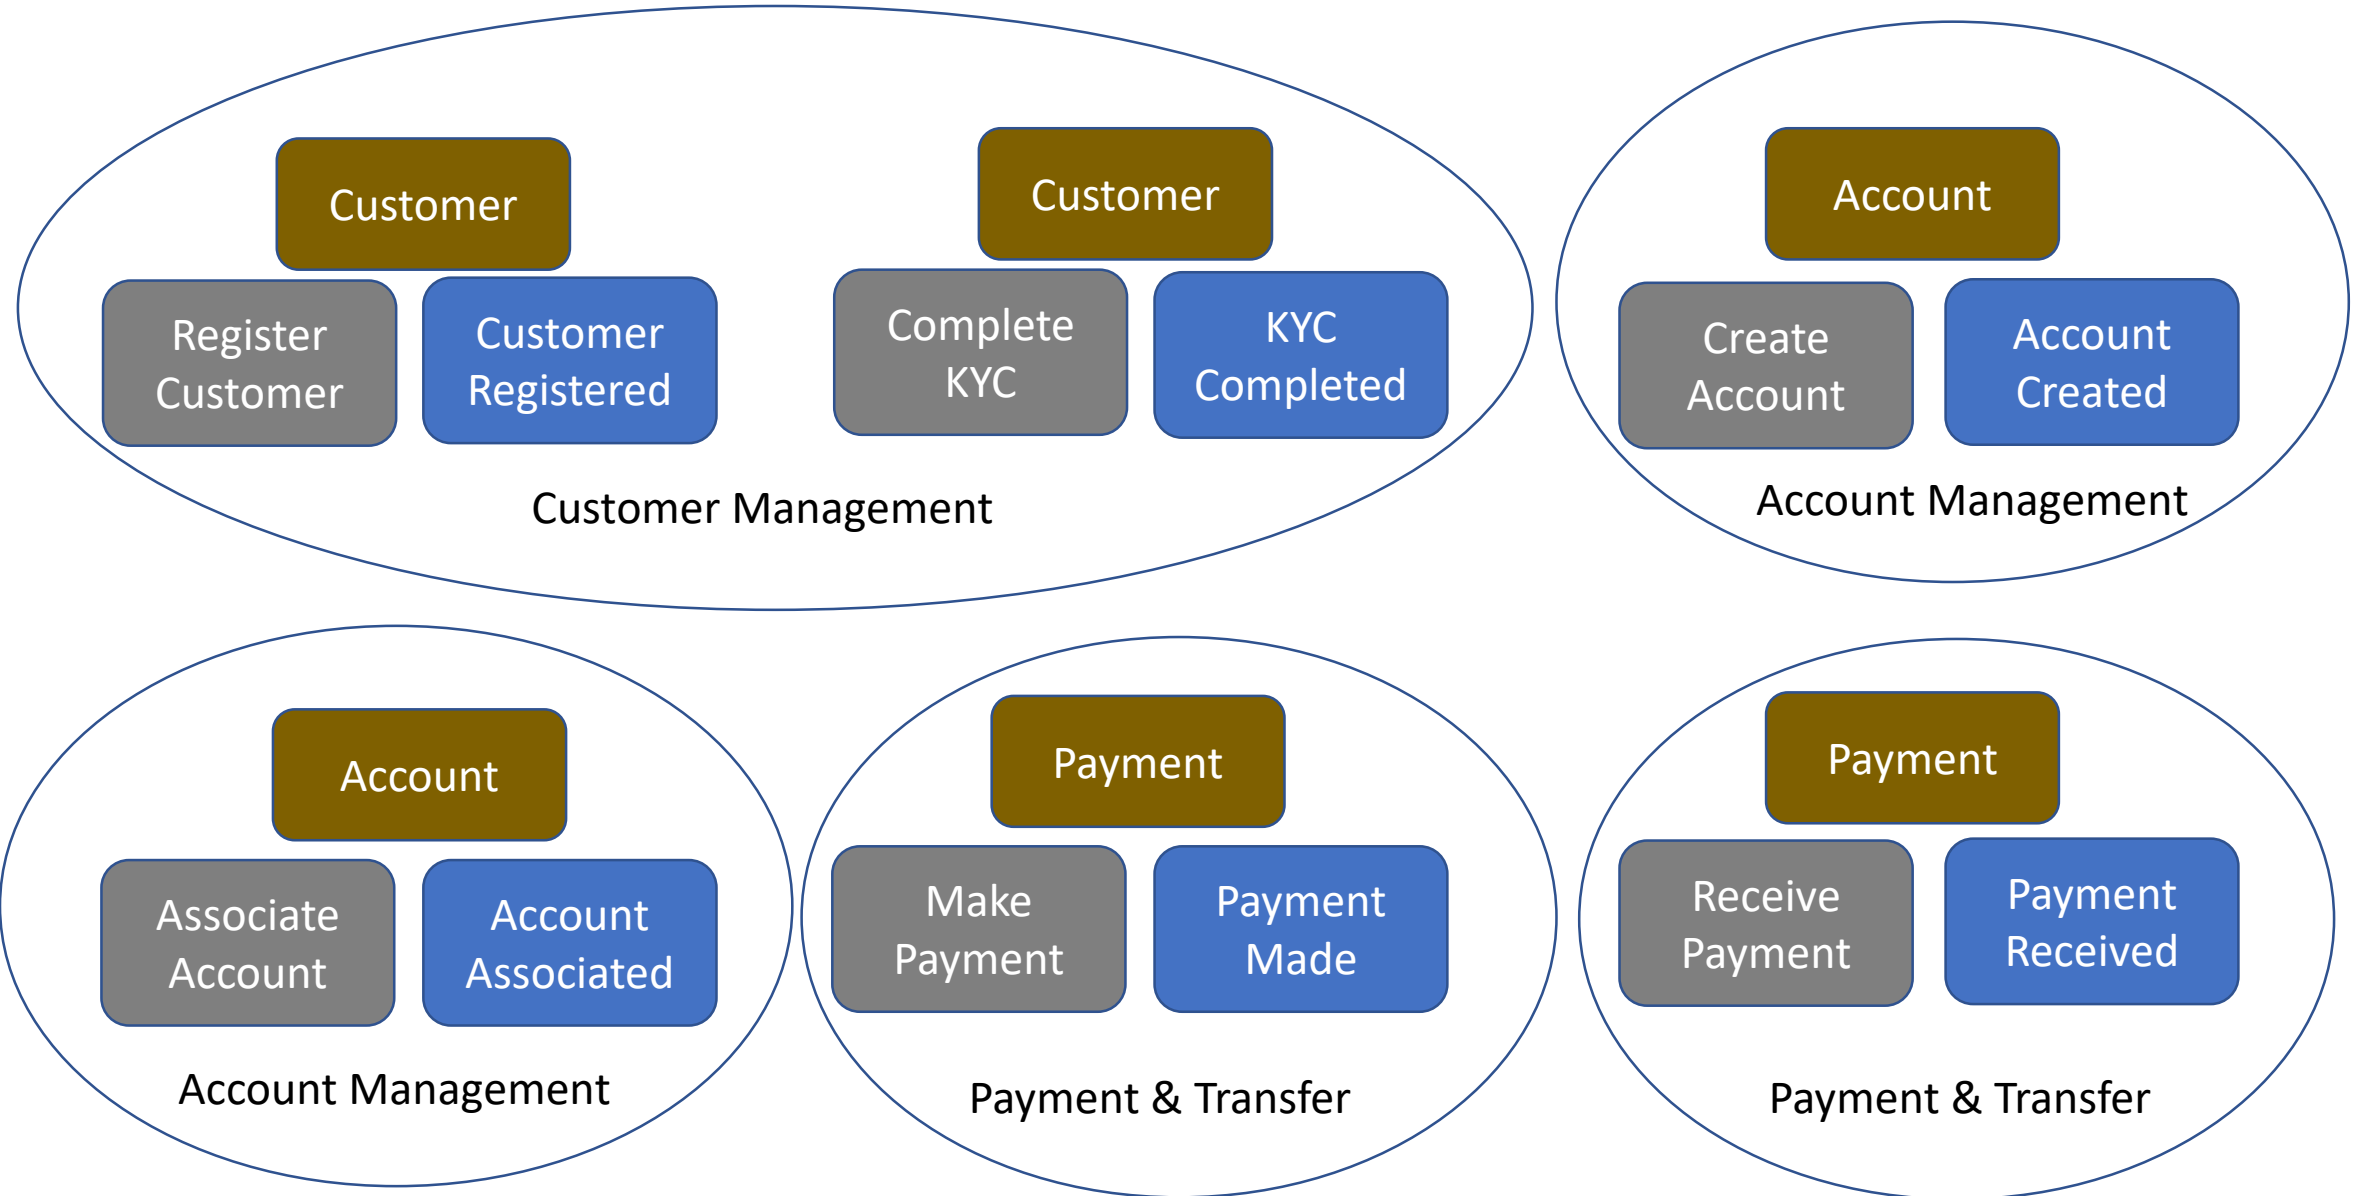 Customer
Register
Customer
Customer
Registered
Customer
Complete
KYC
KYC
Completed
Customer Management
Account
Create
Account
Account
Created
Account Management
Account
Associate
Account
Account
Associated
Account Management
Payment
Make
Payment
Payment
Made
Payment & Transfer
Payment
Receive
Payment
Payment
Received
Payment & Transfer